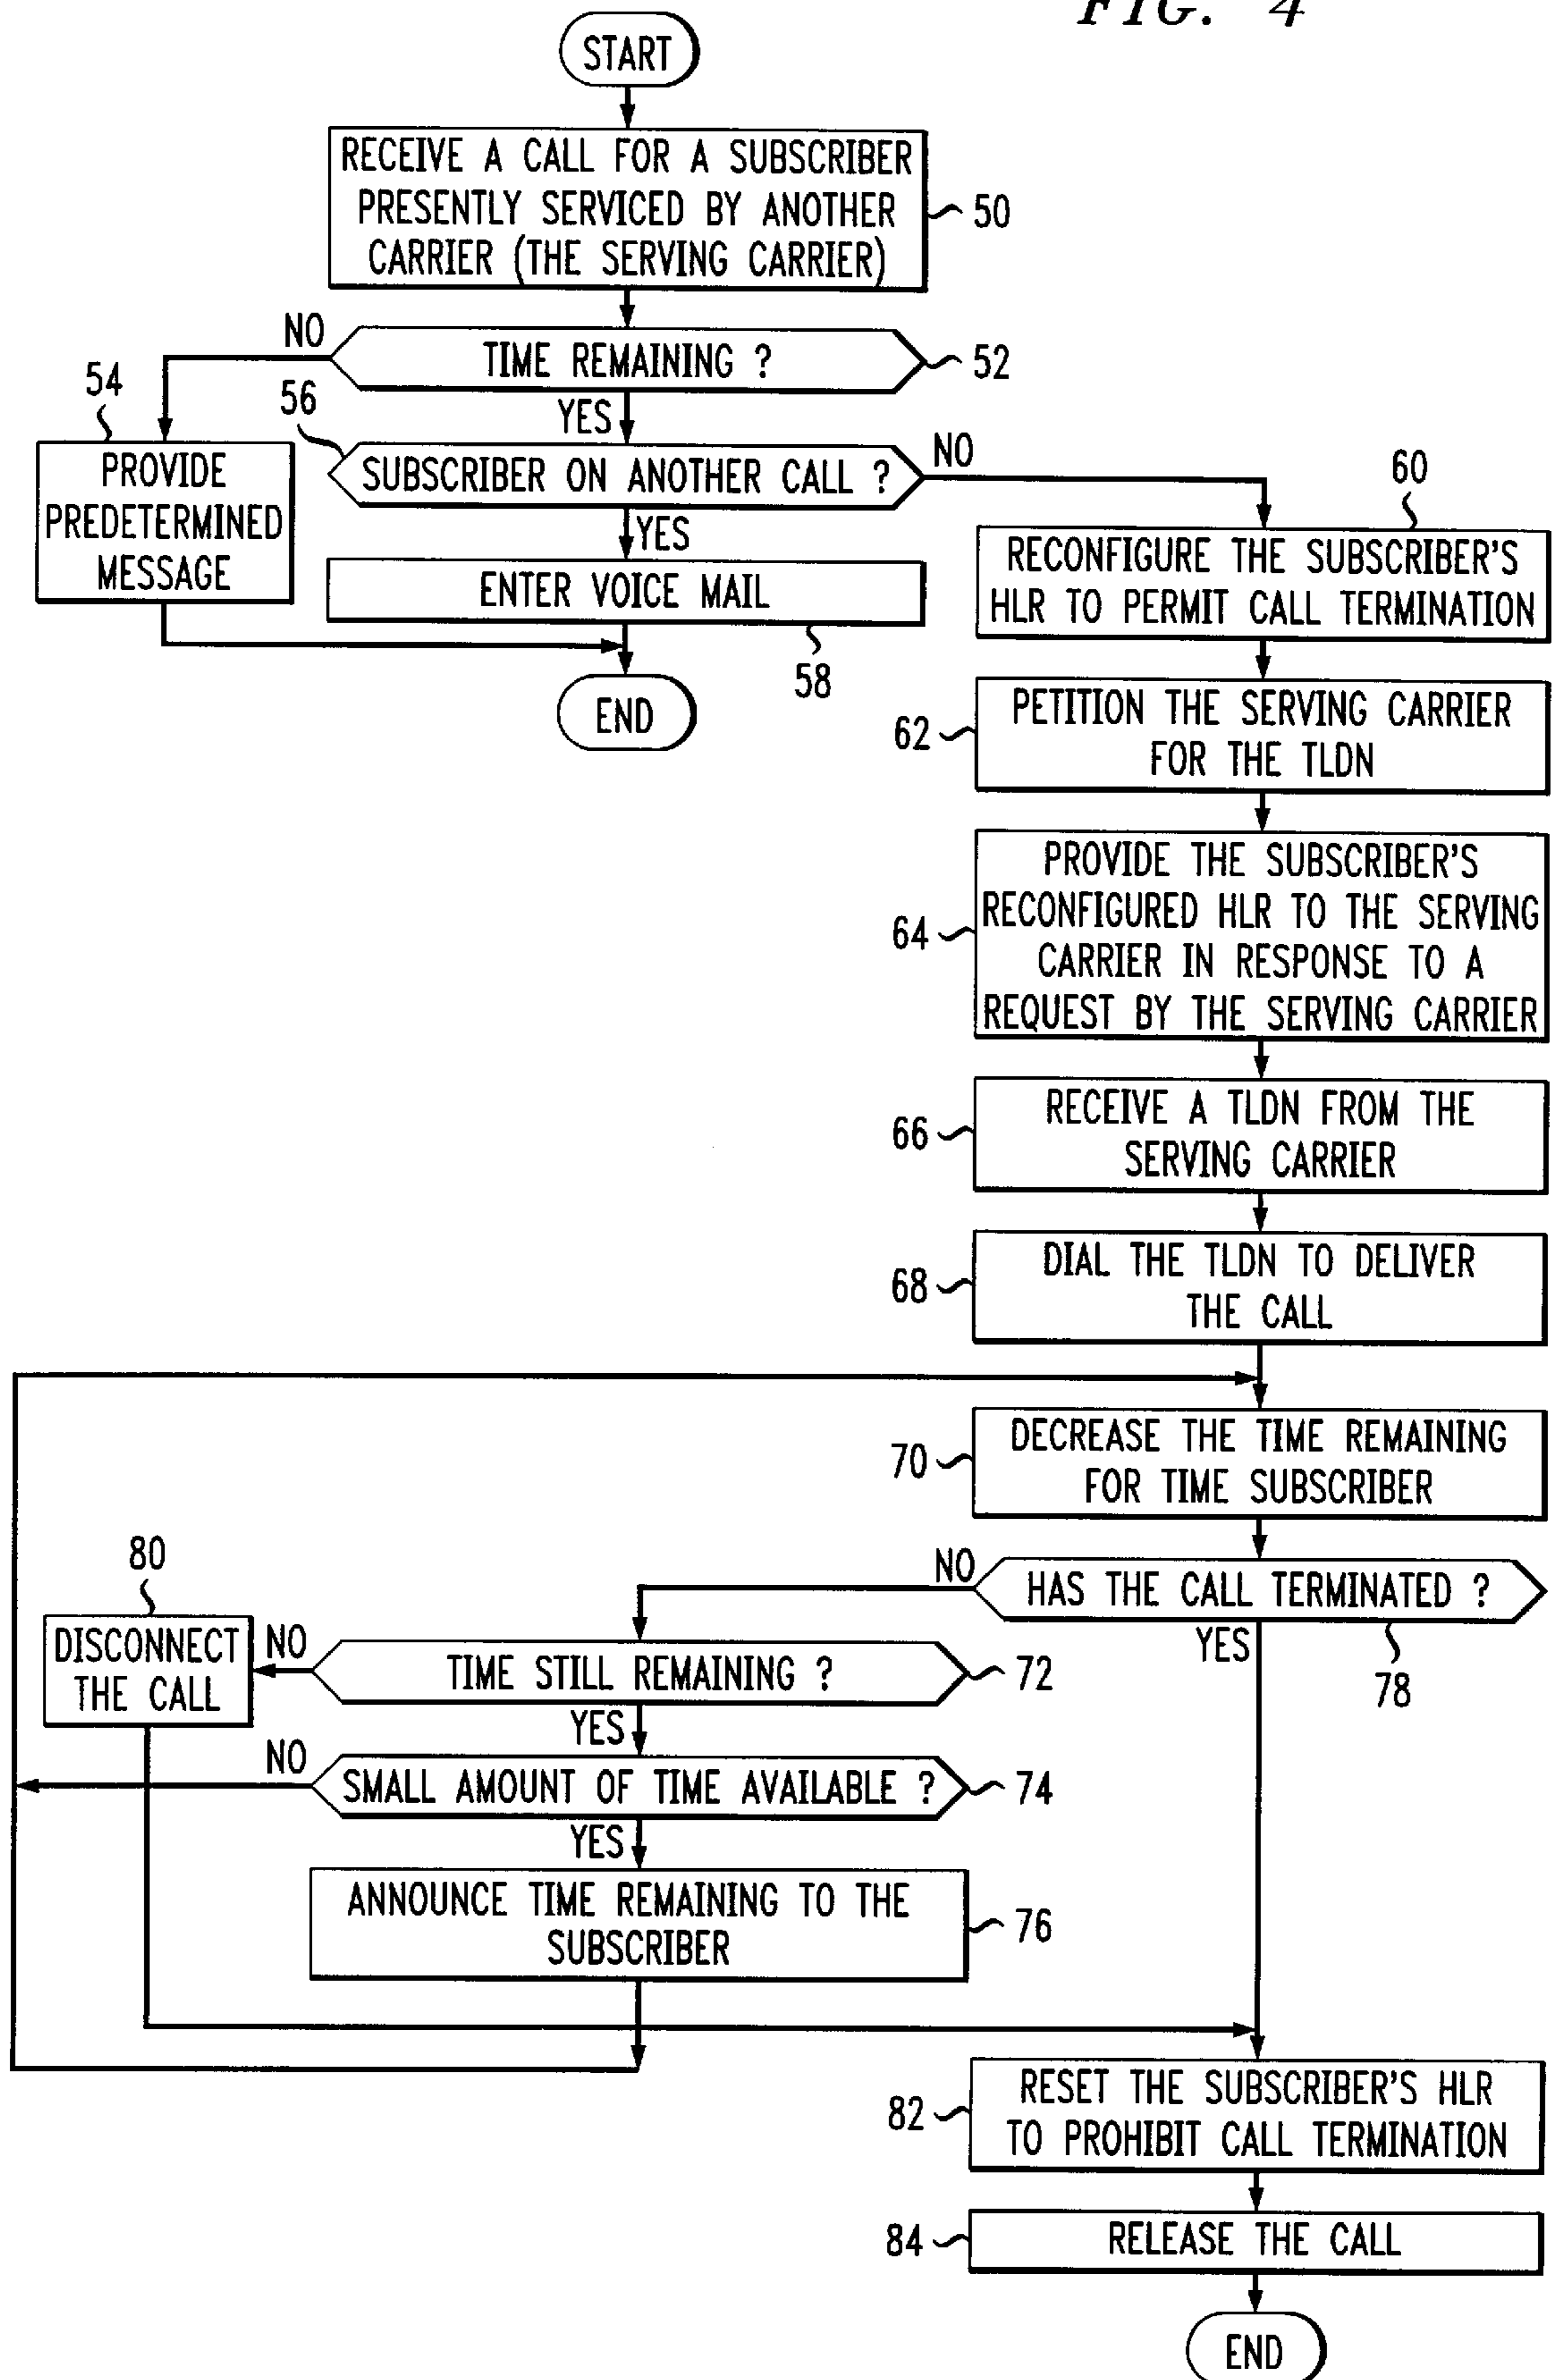 FIG. 4
START
RECEIVE A CALL FOR A SUBSCRIBER
PRESENTLY SERVICED BY ANOTHER
CARRIER (THE SERVING CARRIER)
50
NO
TIME REMAINING ?
52
54
56
YES
PROVIDE
PREDETERMINED
MESSAGE
SUBSCRIBER ON ANOTHER CALL ?
NO
60
YES
ENTER VOICE MAIL
58
END
RECONFIGURE THE SUBSCRIBER'S
HLR TO PERMIT CALL TERMINATION
62
PETITION THE SERVING CARRIER
FOR THE TLDN
64
PROVIDE THE SUBSCRIBER'S
RECONFIGURED HLR TO THE SERVING
CARRIER IN RESPONSE TO A
REQUEST BY THE SERVING CARRIER
66
RECEIVE A TLDN FROM THE
SERVING CARRIER
68
DIAL THE TLDN TO DELIVER
THE CALL
70
DECREASE THE TIME REMAINING
FOR TIME SUBSCRIBER
NO
HAS THE CALL TERMINATED ?
YES
78
80
DISCONNECT
THE CALL
NO
TIME STILL REMAINING ?
72
YES
NO
SMALL AMOUNT OF TIME AVAILABLE ?
74
YES
ANNOUNCE TIME REMAINING TO THE
SUBSCRIBER
76
82
RESET THE SUBSCRIBER'S HLR
TO PROHIBIT CALL TERMINATION
84
RELEASE THE CALL
END